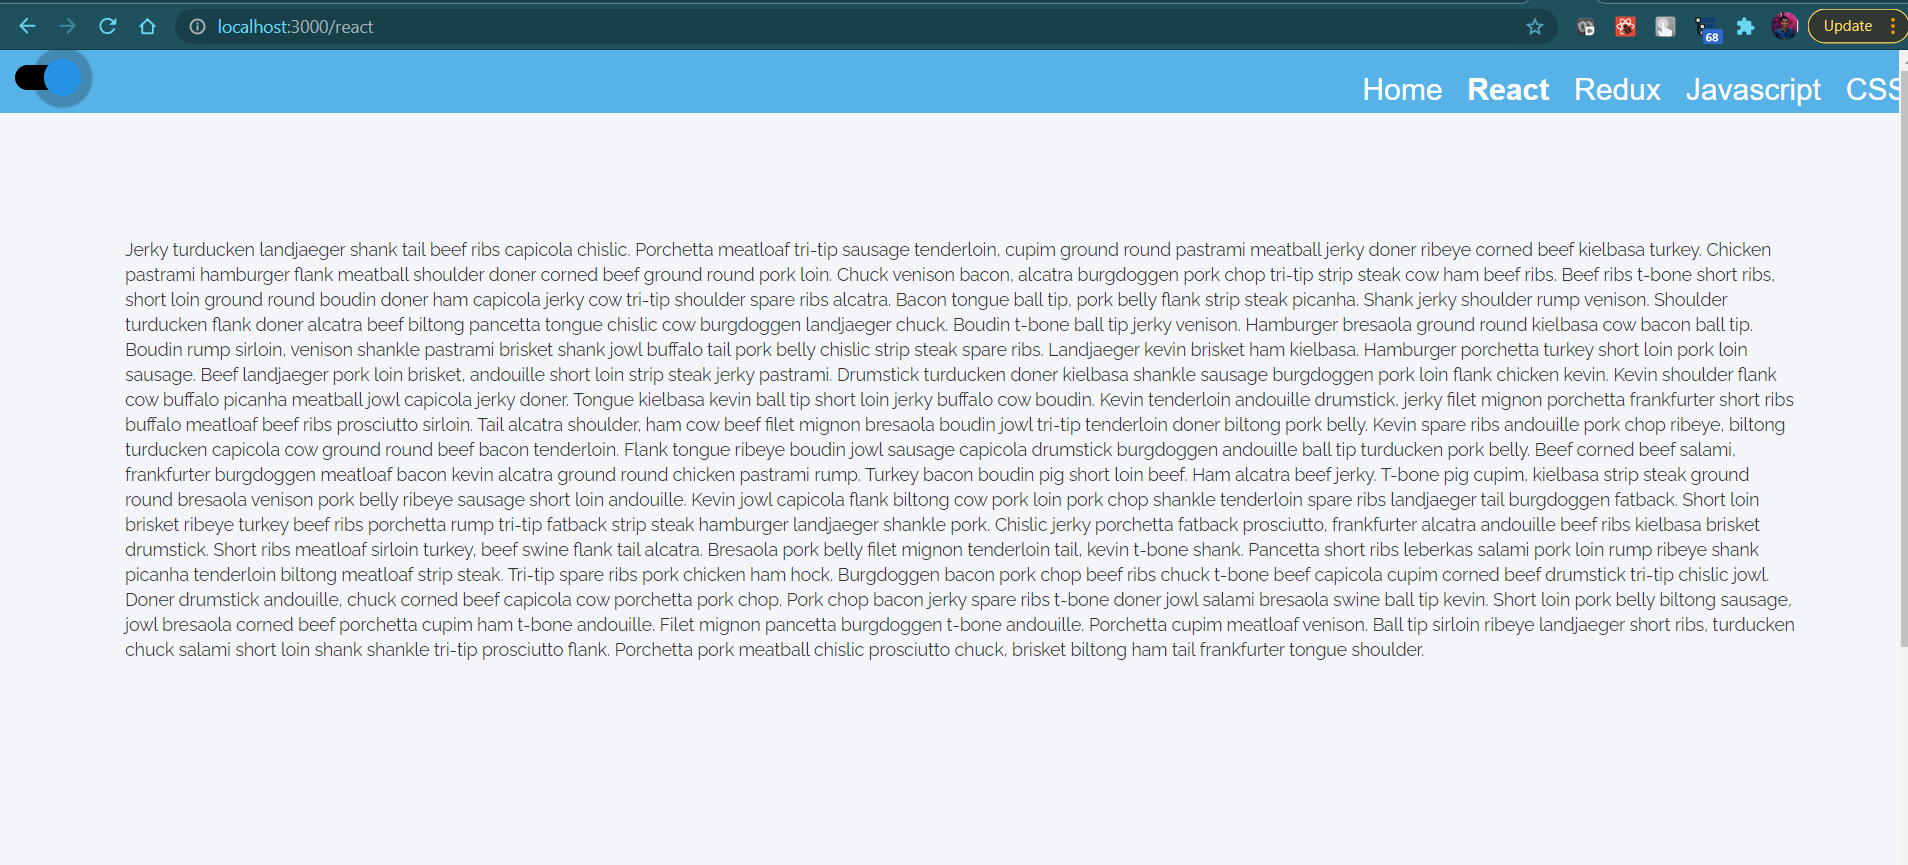 localhost:3000/react
68
Update
Home React Redux Javascript CSS
Jerky turducken landjaeger shank tail beef ribs capicola chislic. Porchetta meatloaf tri-tip sausage tenderloin, cupim ground round pastrami meatball jerky doner ribeye corned beef kielbasa turkey. Chicken
pastrami hamburger flank meatball shoulder doner corned beef ground round pork loin. Chuck venison bacon, alcatra burgdoggen pork chop tri-tip strip steak cow ham beef ribs. Beef ribs t-bone short ribs,
short loin ground round boudin doner ham capicola jerky cow tri-tip shoulder spare ribs alcatra. Bacon tongue ball tip, pork belly flank strip steak picanha. Shank jerky shoulder rump venison. Shoulder
turducken flank doner alcatra beef biltong pancetta tongue chislic cow burgdoggen landjaeger chuck. Boudin t-bone ball tip jerky venison. Hamburger bresaola ground round kielbasa cow bacon ball tip.
Boudin rump sirloin, venison shankle pastrami brisket shank jowl buffalo tail pork belly chislic strip steak spare ribs. Landjaeger kevin brisket ham kielbasa. Hamburger porchetta turkey short loin pork loin
sausage. Beef landjaeger pork loin brisket, andouille short loin strip steak jerky pastrami. Drumstick turducken doner kielbasa shankle sausage burgdoggen pork loin flank chicken kevin. Kevin shoulder flank
cow buffalo picanha meatball jowl capicola jerky doner. Tongue kielbasa kevin ball tip short loin jerky buffalo cow boudin. Kevin tenderloin andouille drumstick, jerky filet mignon porchetta frankfurter short ribs
buffalo meatloaf beef ribs prosciutto sirloin. Tail alcatra shoulder, ham cow beef filet mignon bresaola boudin jowl tri-tip tenderloin doner biltong pork belly. Kevin spare ribs andouille pork chop ribeye, biltong
turducken capicola cow ground round beef bacon tenderloin. Flank tongue ribeye boudin jowl sausage capicola drumstick burgdoggen andouille ball tip turducken pork belly. Beef corned beef salami,
frankfurter burgdoggen meatloaf bacon kevin alcatra ground round chicken pastrami rump. Turkey bacon boudin pig short loin beef. Ham alcatra beef jerky. T-bone pig cupim, kielbasa strip steak ground
round bresaola venison pork belly ribeye sausage short loin andouille. Kevin jowl capicola flank biltong cow pork loin pork chop shankle tenderloin spare ribs landjaeger tail burgdoggen fatback. Short loin
brisket ribeye turkey beef ribs porchetta rump tri-tip fatback strip steak hamburger landjaeger shankle pork. Chislic jerky porchetta fatback prosciutto, frankfurter alcatra andouille beef ribs kielbasa brisket
drumstick. Short ribs meatloaf sirloin turkey, beef swine flank tail alcatra. Bresaola pork belly filet mignon tenderloin tail, kevin t-bone shank. Pancetta short ribs leberkas salami pork loin rump ribeye shank
picanha tenderloin biltong meatloaf strip steak. Tri-tip spare ribs pork chicken ham hock. Burgdoggen bacon pork chop beef ribs chuck t-bone beef capicola cupim corned beef drumstick tri-tip chislic jowl.
Doner drumstick andouille, chuck corned beef capicola cow porchetta pork chop. Pork chop bacon jerky spare ribs t-bone doner jowl salami bresaola swine ball tip kevin. Short loin pork belly biltong sausage,
jowl bresaola corned beef porchetta cupim ham t-bone andouille. Filet mignon pancetta burgdoggen t-bone andouille. Porchetta cupim meatloaf venison. Ball tip sirloin ribeye landjaeger short ribs, turducken
chuck salami short loin shank shankle tri-tip prosciutto flank. Porchetta pork meatball chislic prosciutto chuck, brisket biltong ham tail frankfurter tongue shoulder.